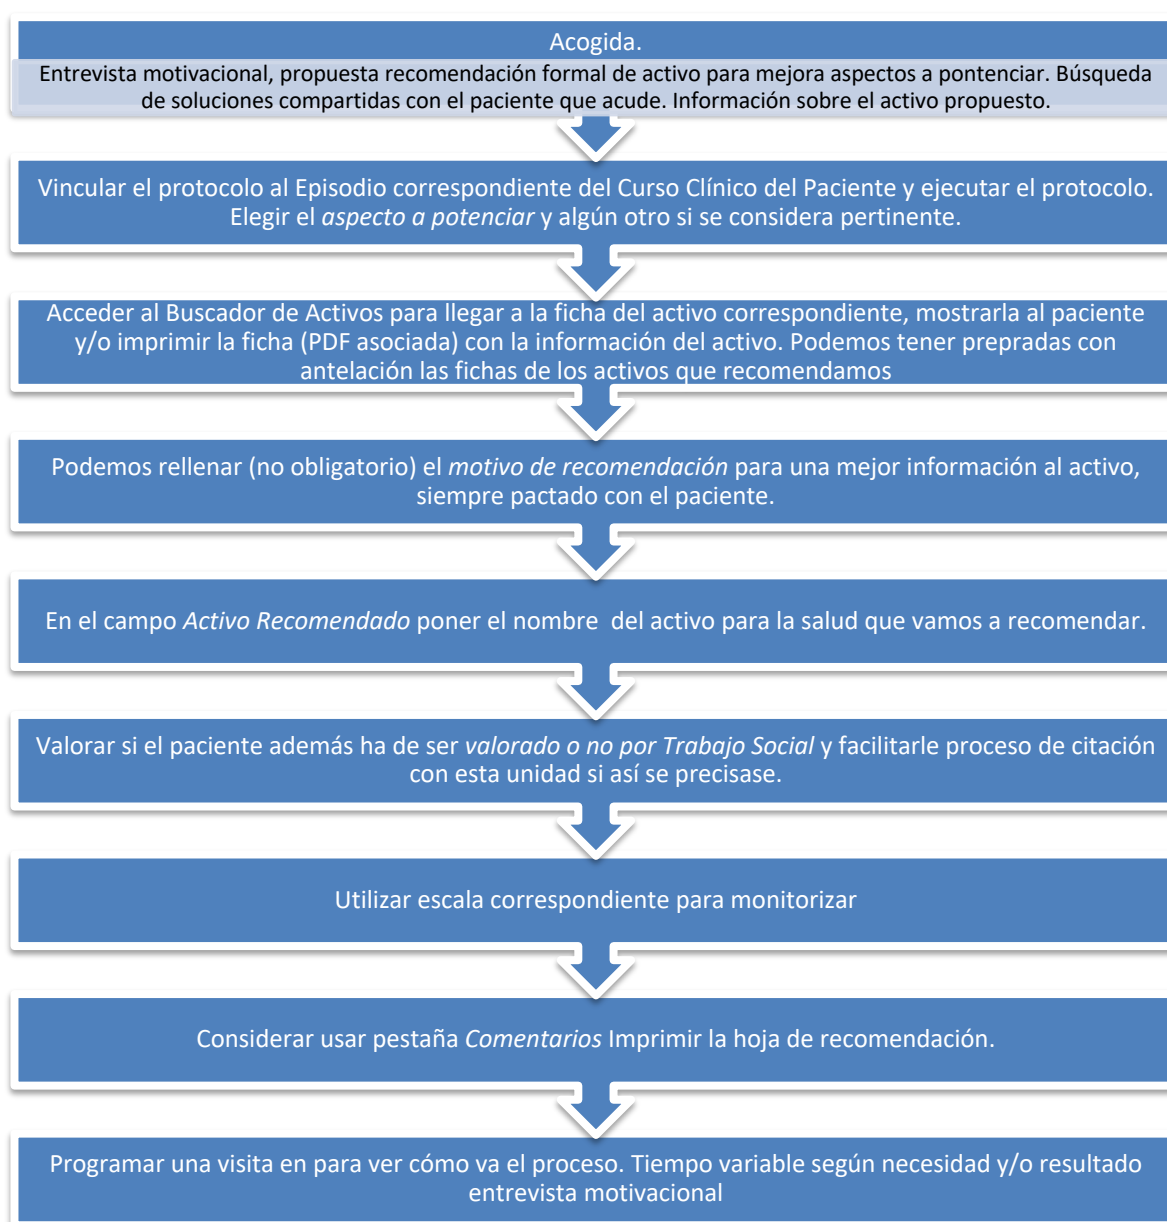 Acogida.
Entrevista motivacional, propuesta recomendación formal de activo para mejora aspectos a pontenciar. Búsqueda
de soluciones compartidas con el paciente que acude. Información sobre el activo propuesto.
Vincular el protocolo al Episodio correspondiente del Curso Clínico del Paciente y ejecutar el protocolo.
Elegir el aspecto a potenciar y algún otro si se considera pertinente.
Acceder al Buscador de Activos para llegar a la ficha del activo correspondiente, mostrarla al paciente
y/o imprimir la ficha (PDF asociada) con la información del activo. Podemos tener prepradas con
antelación las fichas de los activos que recomendamos
Podemos rellenar (no obligatorio) el motivo de recomendación para una mejor información al activo,
siempre pactado con el paciente.
En el campo Activo Recomendado poner el nombre  del activo para la salud que vamos a recomendar.
Valorar si el paciente además ha de ser valorado o no por Trabajo Social y facilitarle proceso de citación
con esta unidad si así se precisase.
Utilizar escala correspondiente para monitorizar
Considerar usar pestaña Comentarios Imprimir la hoja de recomendación.
Programar una visita en para ver cómo va el proceso. Tiempo variable según necesidad y/o resultado
entrevista motivacional